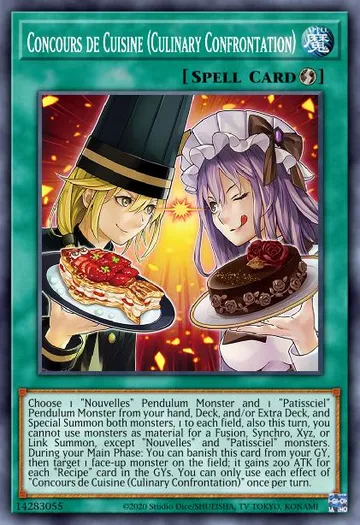 Concours de Cuisine (Culinary Confrontation)
魔
[Spell Card]
Choose 1 "Nouvelles" Pendulum Monster and 1 "Patissciel"
Pendulum Monster from your hand, Deck, and/or Extra Deck, and
Special Summon both monsters, 1 to each field, also this turn, you
cannot use monsters as material for a Fusion, Synchro, Xyz, or
Link Summon, except "Nouvelles" and "Patissciel" monsters.
During your Main Phase: You can banish this card from your GY,
then target 1 face-up monster on the field; it gains 200 ATK for
each "Recipe" card in the GYs. You can only use each effect of
"Concours de Cuisine (Culinary Confrontation)" once per turn.
14283055
©2020 Studio Dice/SHUEISHA, TV TOKYO, KONAMI